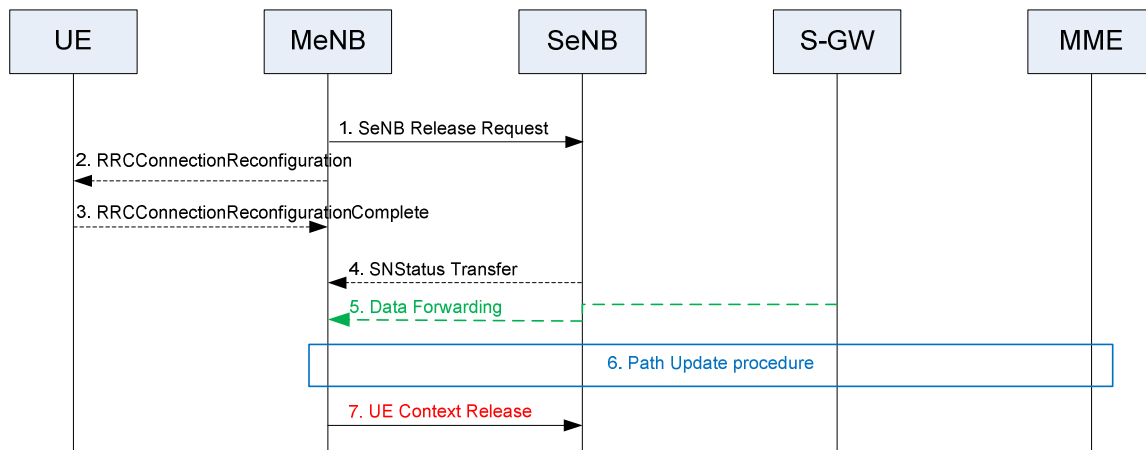 UE
MeNB
SeNB
S-GW
MME
1. SeNB Release Request
2. RRCConnectionReconfiguration
3. RRCConnectionReconfigurationComplete
4. SNStatus Transfer
5. Data Forwarding
6. Path Update procedure
7. UE Context Release